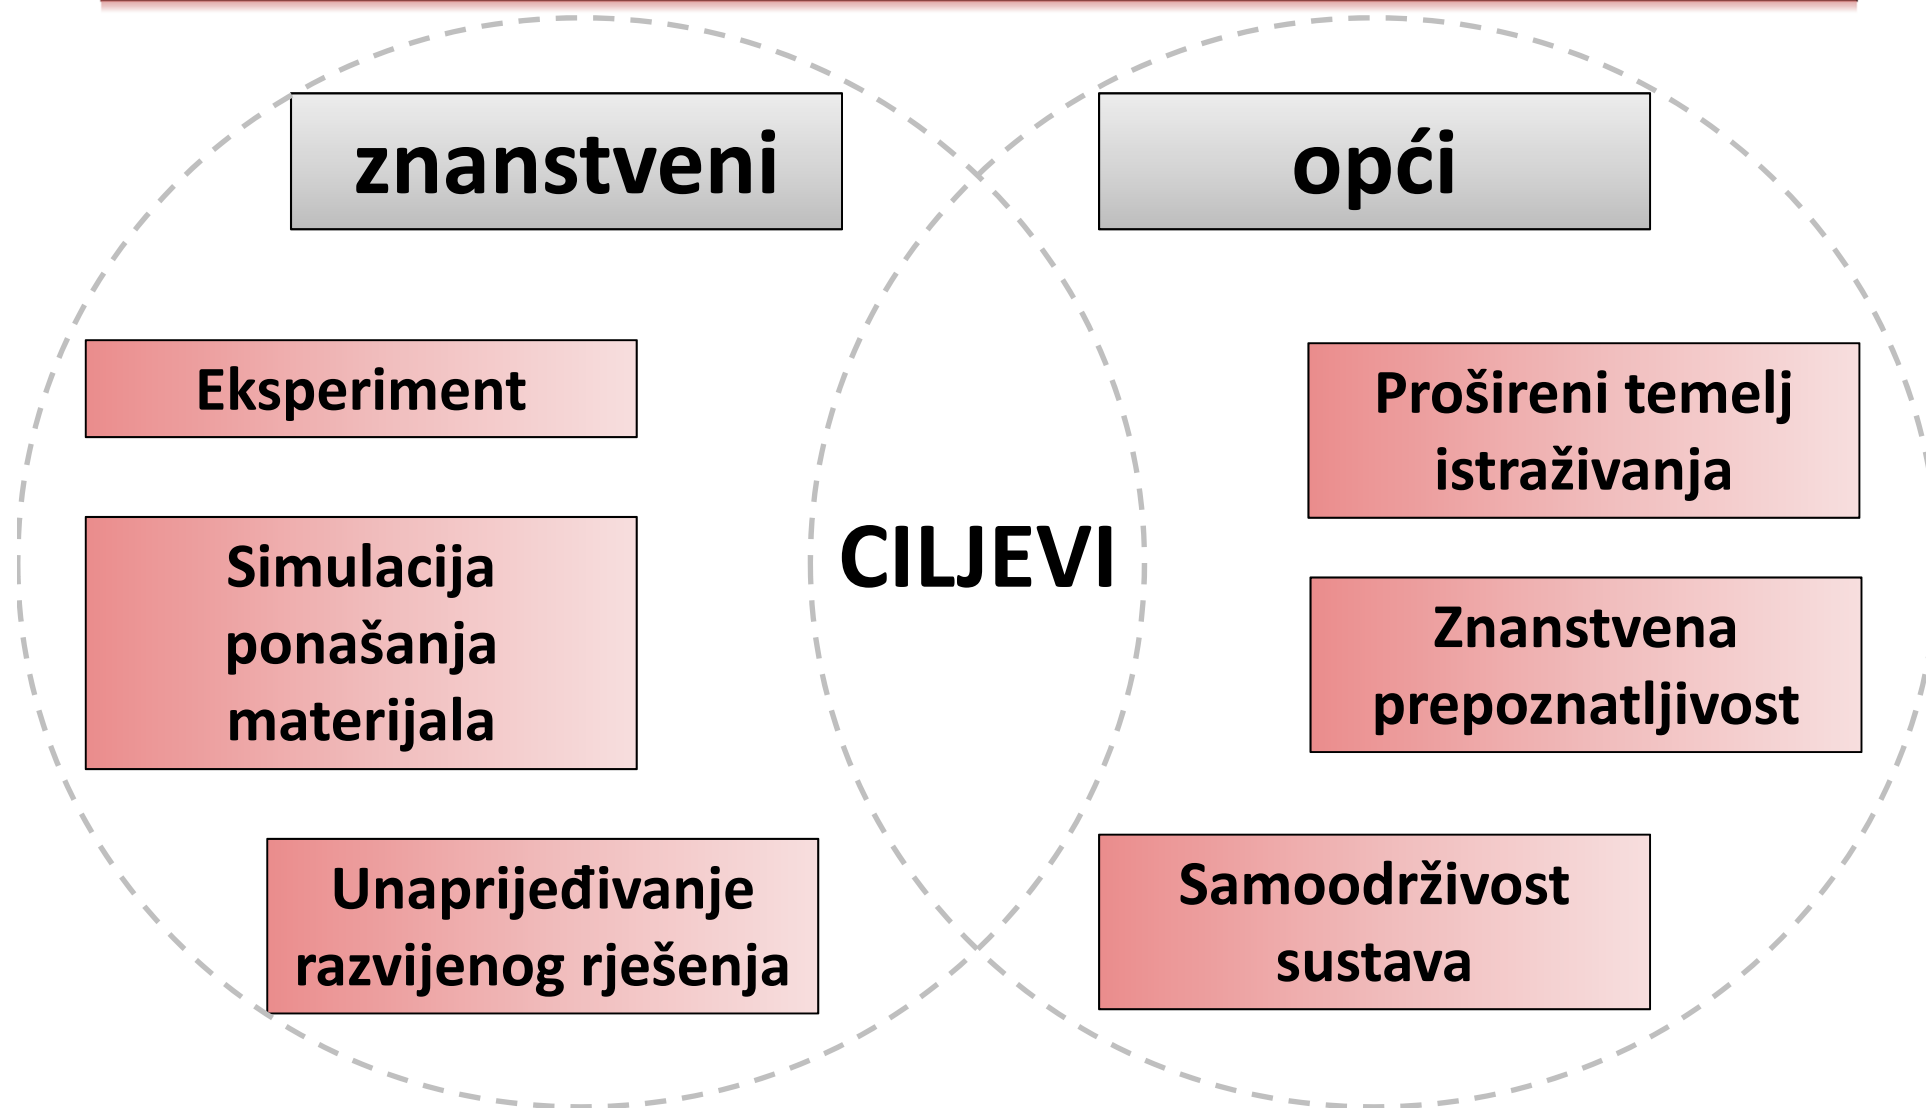 znanstveni
opći
Eksperiment
Simulacija
ponašanja
materijala
Unaprijeđivanje
razvijenog rješenja
CILJEVI
Prošireni temelj
istraživanja
Znanstvena
prepoznatljivost
Samoodrživost
sustava